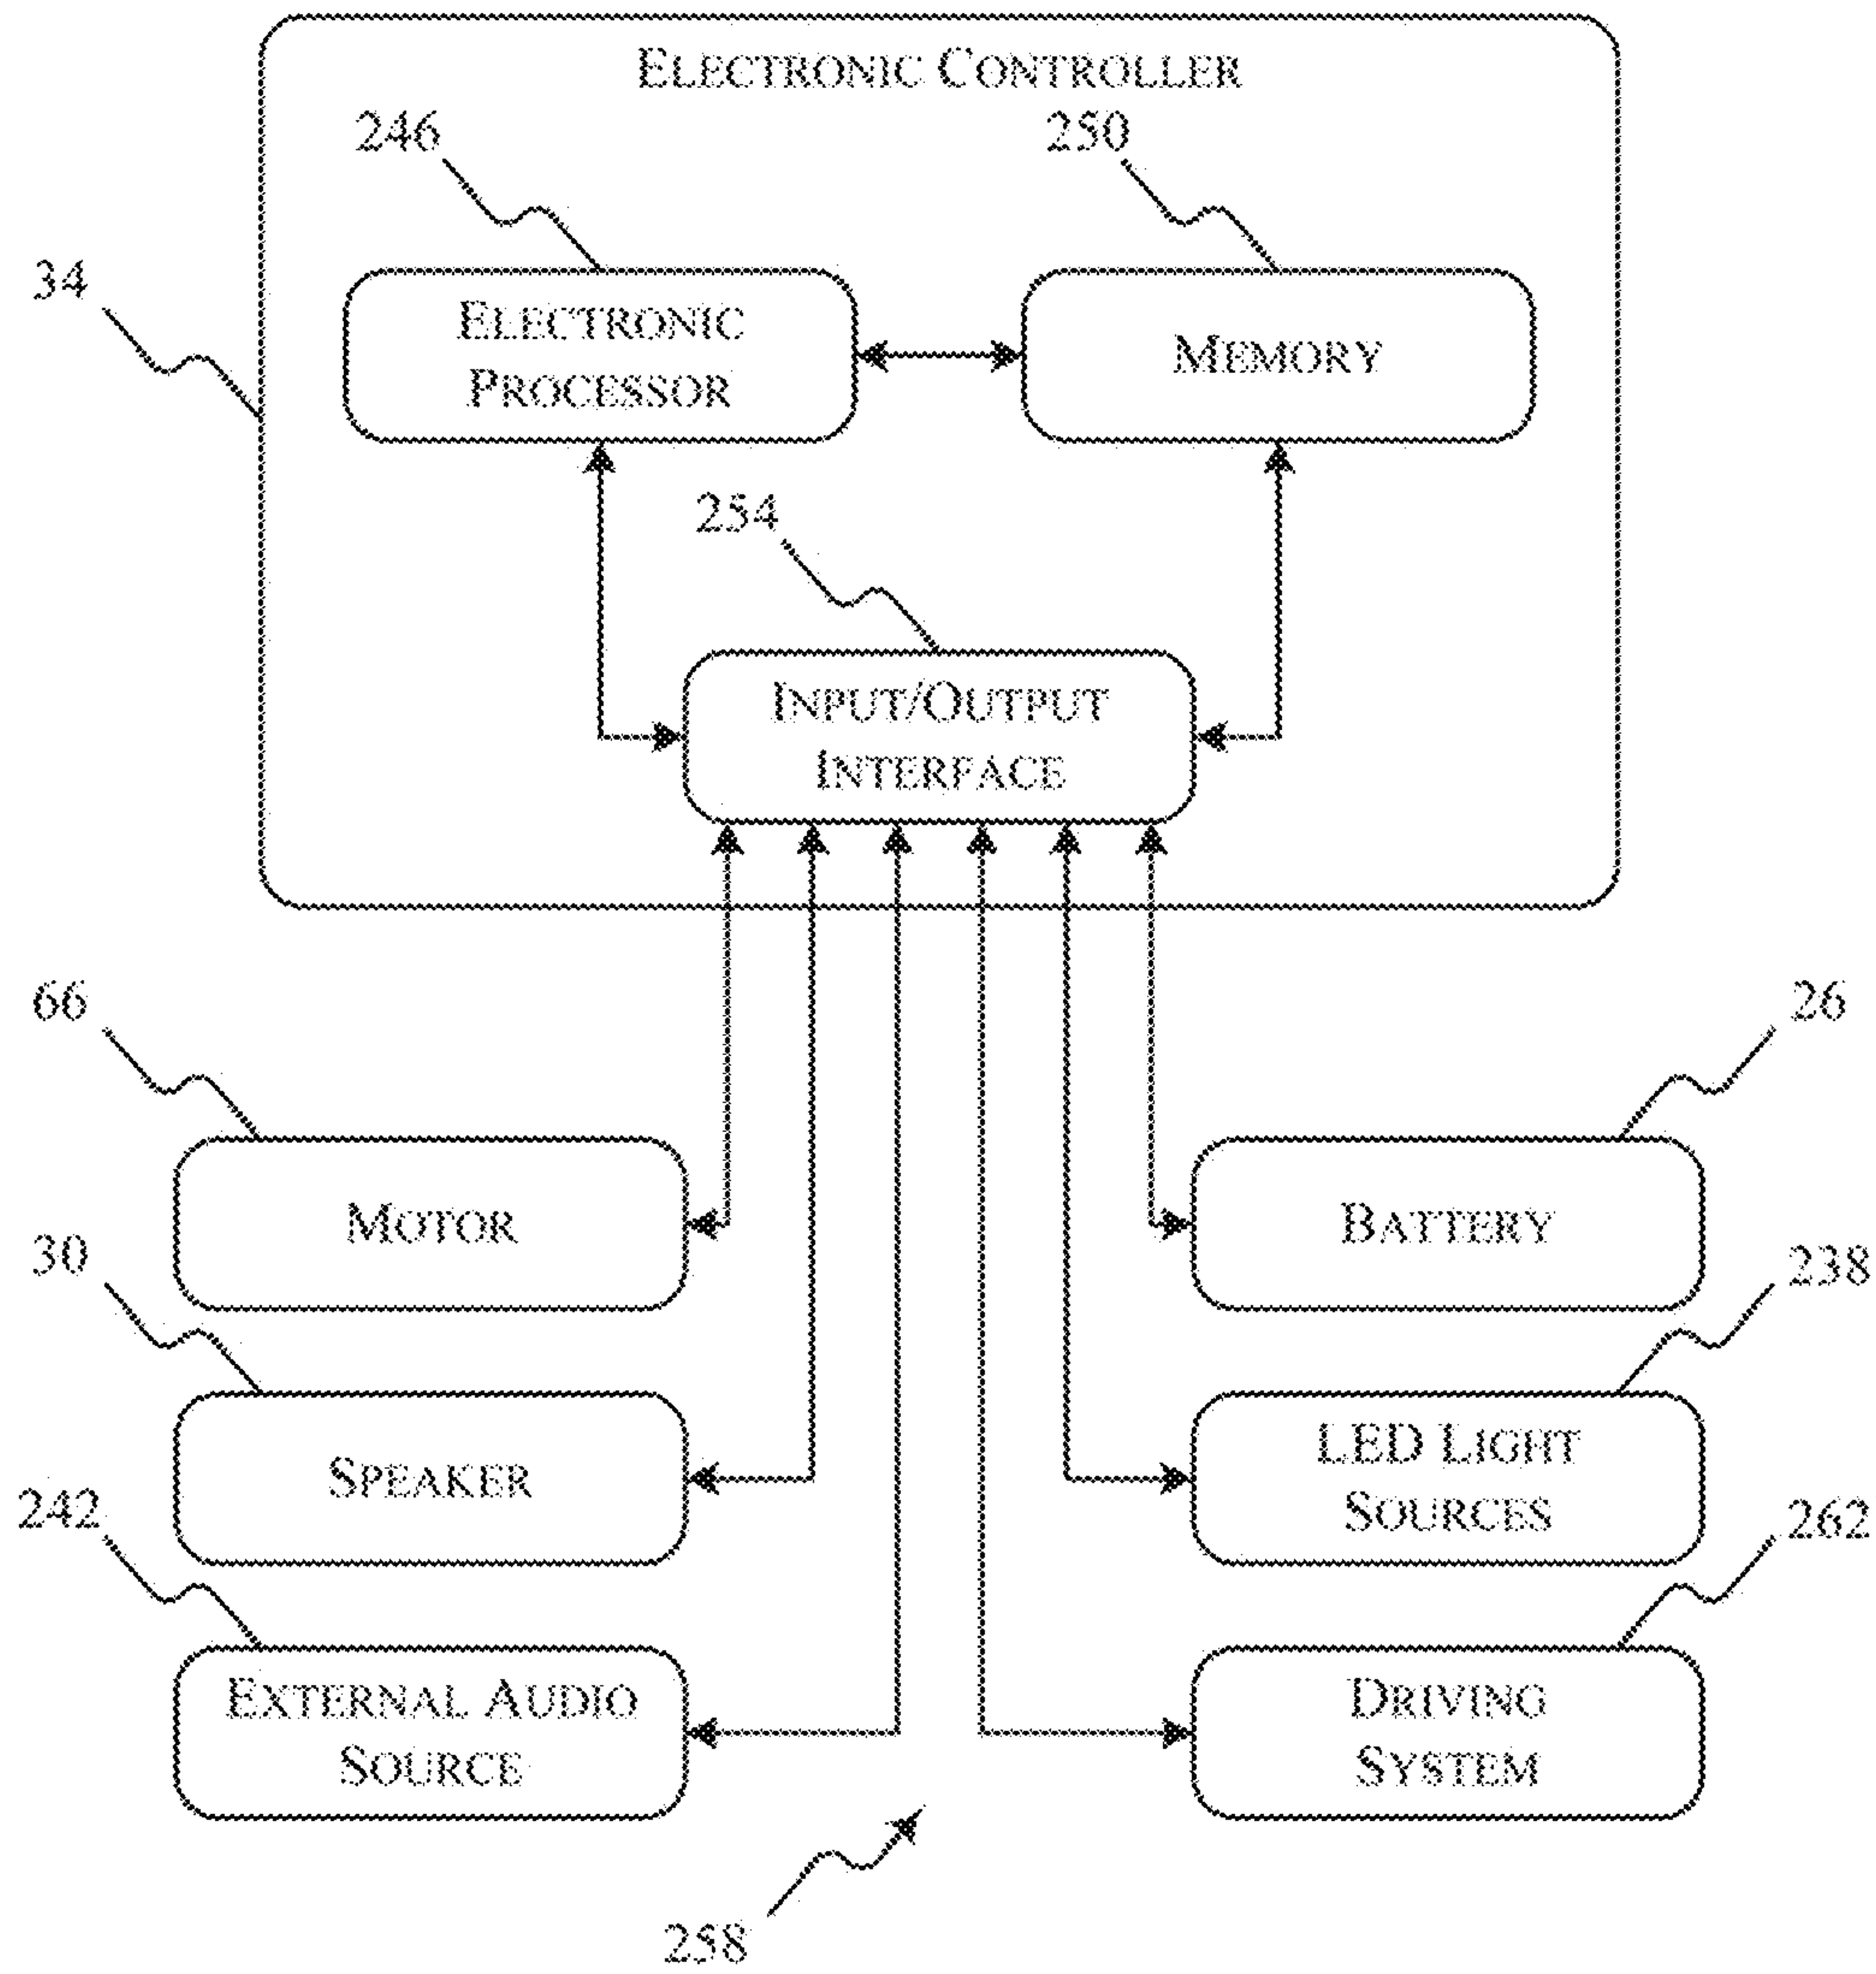 ELECTRONIC CONTROLLER
246
250
34
ELECTRONIC
PROCESSOR
MEMORY
254
INPUT/OUTPUT
INTERFACE
66
26
MOTOR
BATTERY
30
238
SPEAKER
LED LIGHT
SOURCES
242
262
EXTERNAL AUDIO
SOURCE
DRIVING
SYSTEM
258